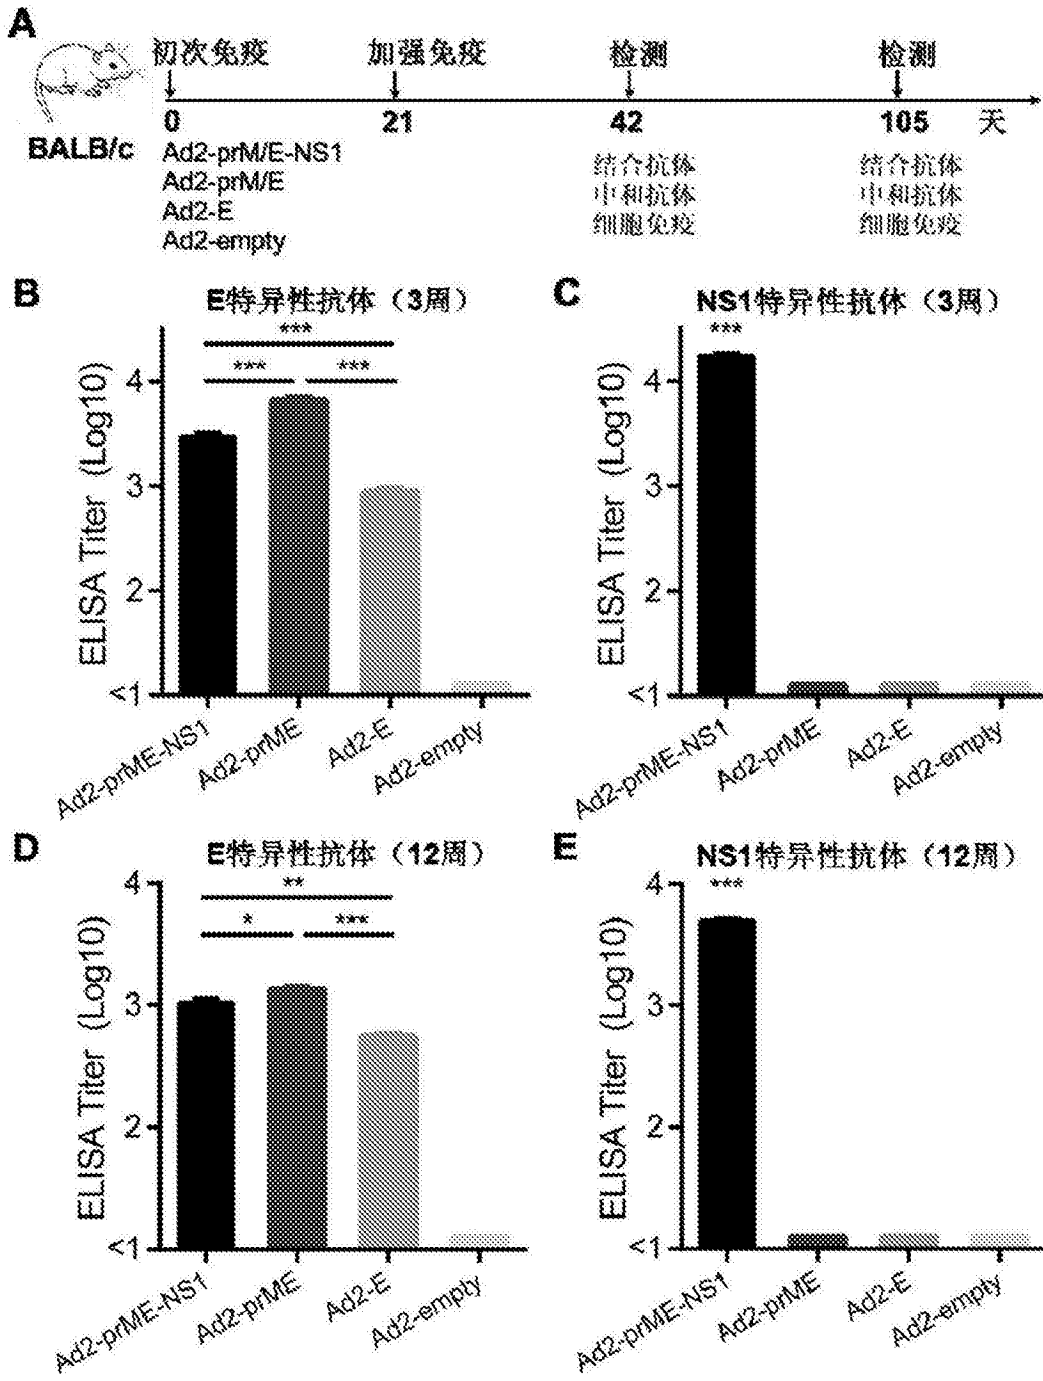 A
初次免疫 加强免疫 检测 检测
0 21 42 105 天
BALB/c
Ad2-prM/E-NS1
Ad2-prM/E
Ad2-E
Ad2-empty
结合抗体
中和抗体
细胞免疫
结合抗体
中和抗体
细胞免疫
B
E特异性抗体（3周）
***
*** ***
ELISA Titer (Log10)
4
3
2
<1
Ad2-prME-NS1
Ad2-prME
Ad2-E
Ad2-empty
C
NS1特异性抗体（3周）
***
ELISA Titer (Log10)
4
3
2
<1
Ad2-prME-NS1
Ad2-prME
Ad2-E
Ad2-empty
D
E特异性抗体（12周）
**
* ***
ELISA Titer (Log10)
4
3
2
<1
Ad2-prME-NS1
Ad2-prME
Ad2-E
Ad2-empty
E
NS1特异性抗体（12周）
***
ELISA Titer (Log10)
4
3
2
<1
Ad2-prME-NS1
Ad2-prME
Ad2-E
Ad2-empty